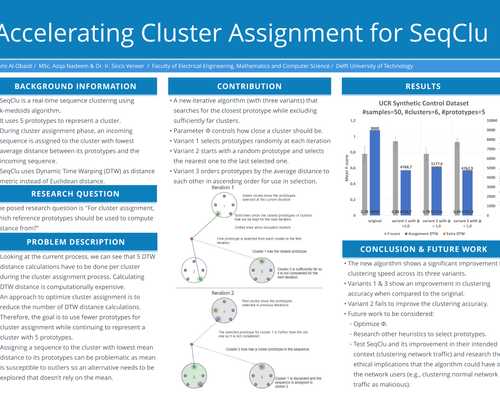 Accelerating Cluster Assignment for SeqClu
Al-Obaidi / MSc. Azqa Nadeem & Dr. Ir. Sicco Verwer / Faculty of Electrical Engineering, Mathematics and Computer Science / Delft University of Technology
BACKGROUND INFORMATION
SeqClu is a real-time sequence clustering using
k-medoids algorithm.
It uses 5 prototypes to represent a cluster.
During cluster assignment phase, an incoming
sequence is assigned to the cluster with lowest
average distance between its prototypes and the
incoming sequence.
SeqClu uses Dynamic Time Warping (DTW) as distance
metric instead of Euclidean distance.
RESEARCH QUESTION
e posed research question is "For cluster assignment,
hich reference prototypes should be used to compute
stance from?"
PROBLEM DESCRIPTION
Looking at the current process, we can see that 5 DTW
distance calculations have to be done per cluster
during the cluster assignment process. Calculating
DTW distance is computationally expensive.
An approach to optimize cluster assignment is to
reduce the number of DTW distance calculations.
Therefore, the goal is to use fewer prototypes for
cluster assignment while continuing to represent a
cluster with 5 prototypes.
Assigning a sequence to the cluster with lowest mean
distance to its prototypes can be problematic as mean
is susceptible to outliers so an alternative needs to be
explored that doesn't rely on the mean.
CONTRIBUTION
• A new iterative algorithm (with three variants) that
searches for the closest prototype while excluding
sufficiently far clusters.
• Parameter Φ controls how close a cluster should be.
• Variant 1 selects prototypes randomly at each iteration
• Variant 2 starts with a random prototype and selects
the nearest one to the last selected one.
• Variant 3 orders prototypes by the average distance to
each other in ascending order for use in selection.
Iteration 1
Iteration 2
RESULTS
UCR Synthetic Control Dataset
#samples=50, #clusters=6, #prototypes=5
CONCLUSION & FUTURE WORK
• The new algorithm shows a significant improvement i
clustering speed across its three variants.
• Variants 1 & 3 show an improvement in clustering
accuracy when compared to the original.
• Variant 2 fails to improve the clustering accuracy.
• Future work to be considered:
- Optimize Φ.
- Research other heuristics to select prototypes.
- Test SeqClu and its improvement in their intended
context (clustering network traffic) and research the
ethical implications that the algorithm could have o
the network users (e.g., clustering normal network
traffic as malicious).